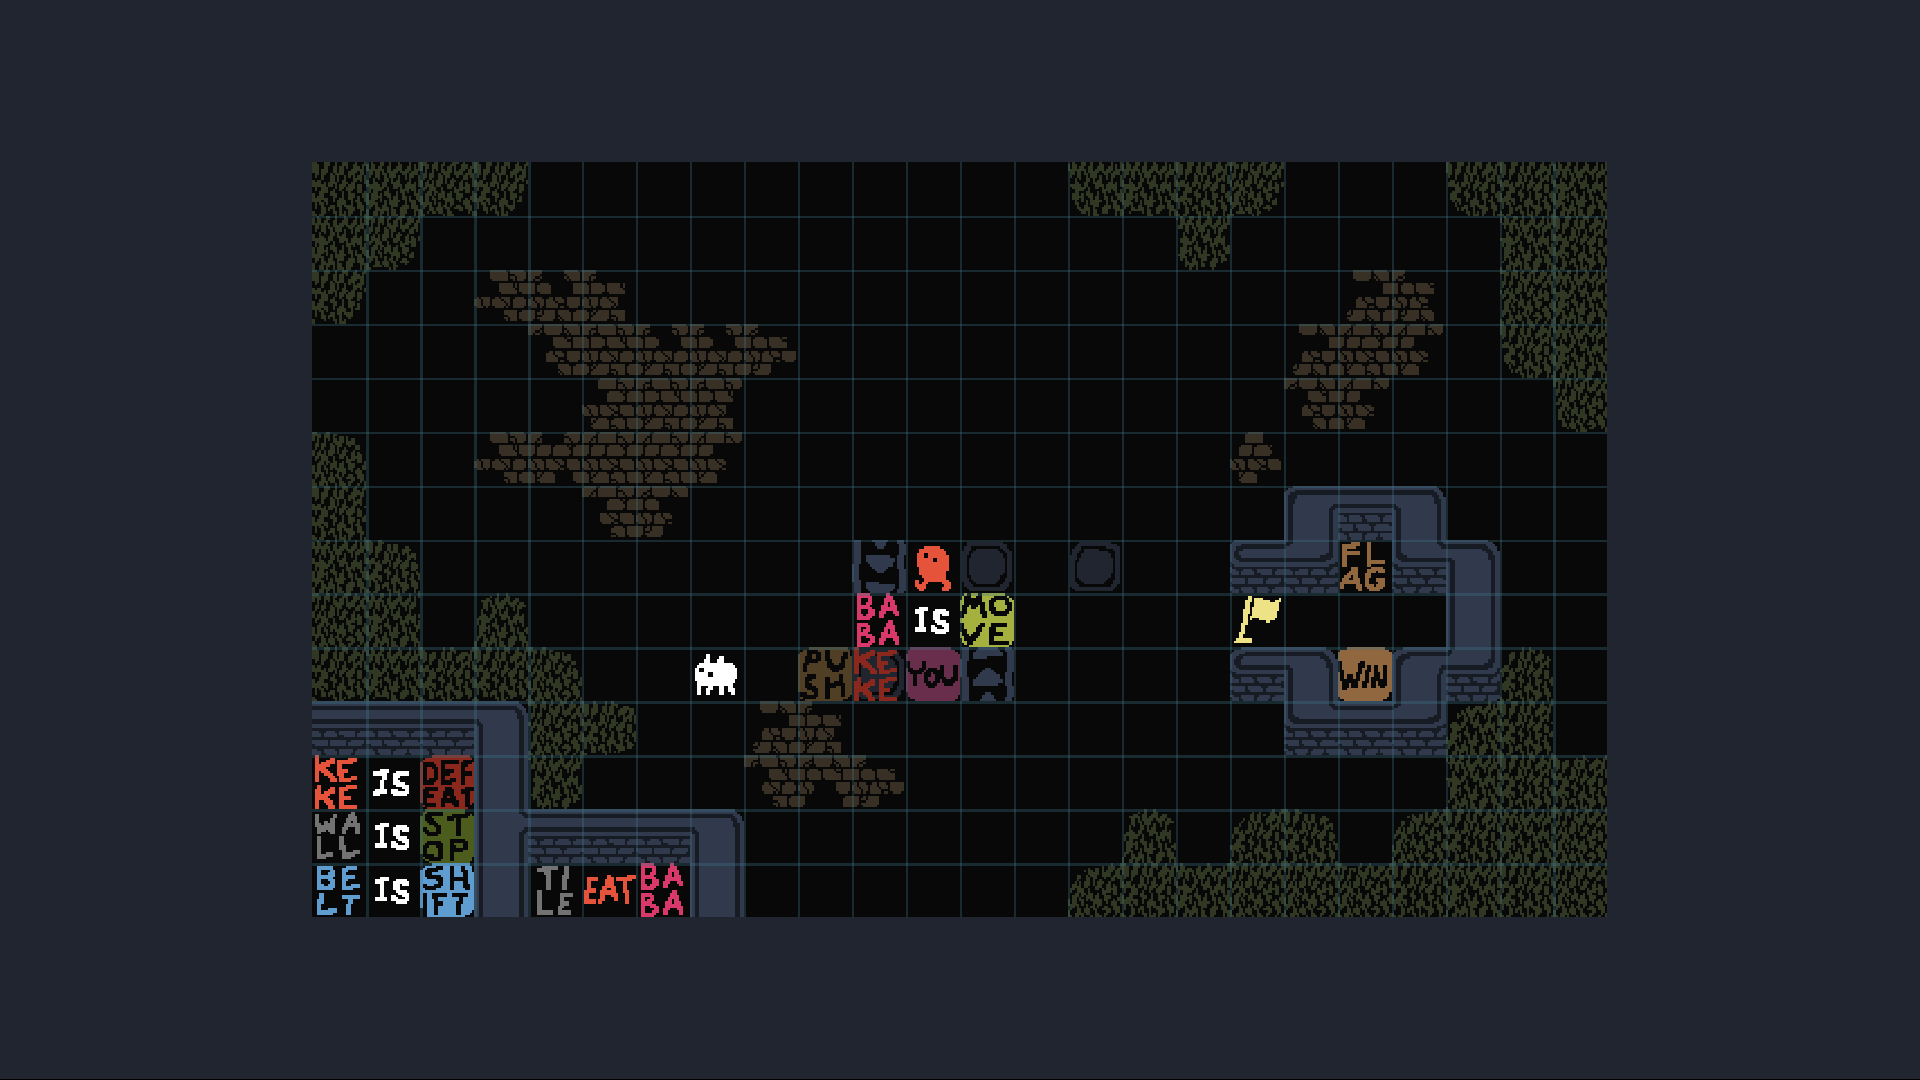 FLAG
BABA IS MOVE
PUSH KEKE YOU WIN
KEKE IS DEFEAT
WALL IS STOP
BELT IS SHIFT TILE EAT BABA